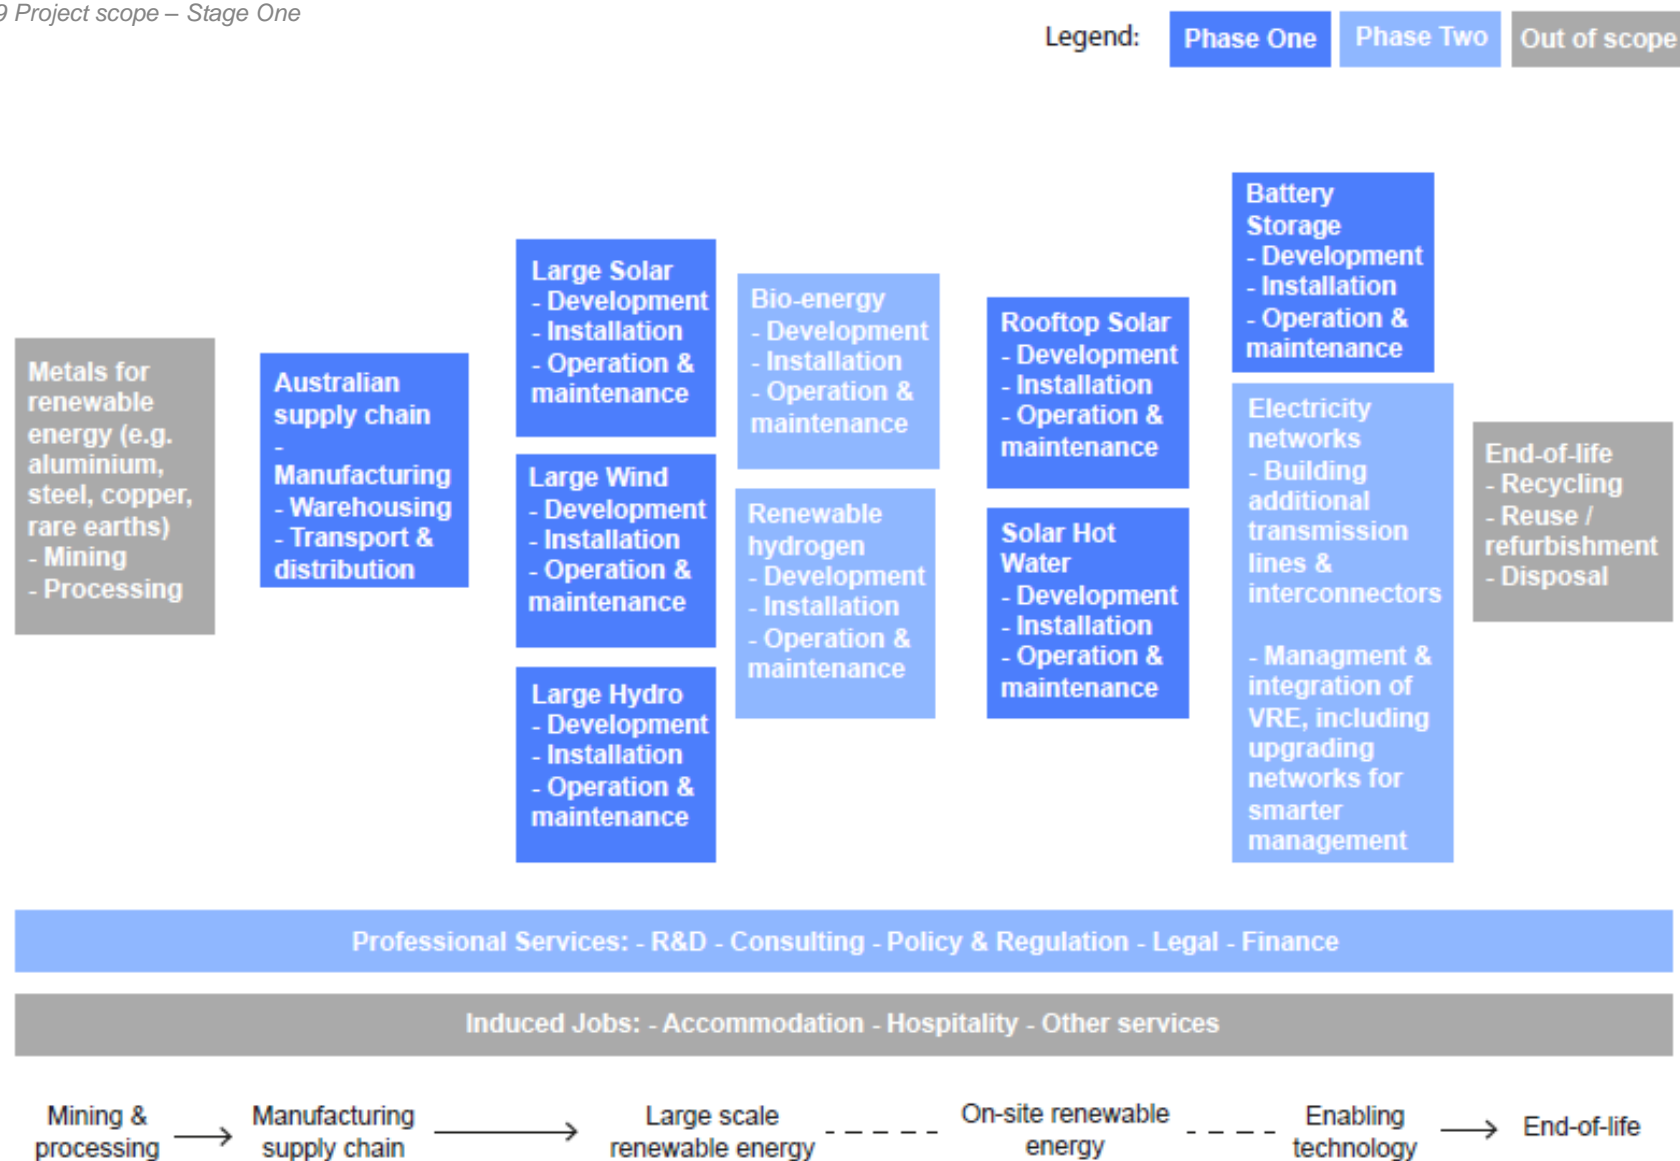 9 Project scope – Stage One
Legend:
Phase One
Phase Two
Out of scope
Metals for
renewable
energy (e.g.
aluminium,
steel, copper,
rare earths)
- Mining
- Processing
Australian
supply chain
-
Manufacturing
- Warehousing
- Transport &
distribution
Large Solar
- Development
- Installation
- Operation &
maintenance
Large Wind
- Development
- Installation
- Operation &
maintenance
Large Hydro
- Development
- Installation
- Operation &
maintenance
Bio-energy
- Development
- Installation
- Operation &
maintenance
Renewable
hydrogen
- Development
- Installation
- Operation &
maintenance
Rooftop Solar
- Development
- Installation
- Operation &
maintenance
Solar Hot
Water
- Development
- Installation
- Operation &
maintenance
Battery
Storage
- Development
- Installation
- Operation &
maintenance
Electricity
networks
- Building
additional
transmission
lines &
interconnectors
- Managment &
integration of
VRE, including
upgrading
networks for
smarter
management
End-of-life
- Recycling
- Reuse /
refurbishment
- Disposal
Professional Services: - R&D - Consulting - Policy & Regulation - Legal - Finance
Induced Jobs: - Accommodation - Hospitality - Other services
Mining &
processing
Manufacturing
supply chain
Large scale
renewable energy
On-site renewable
energy
Enabling
technology
End-of-life